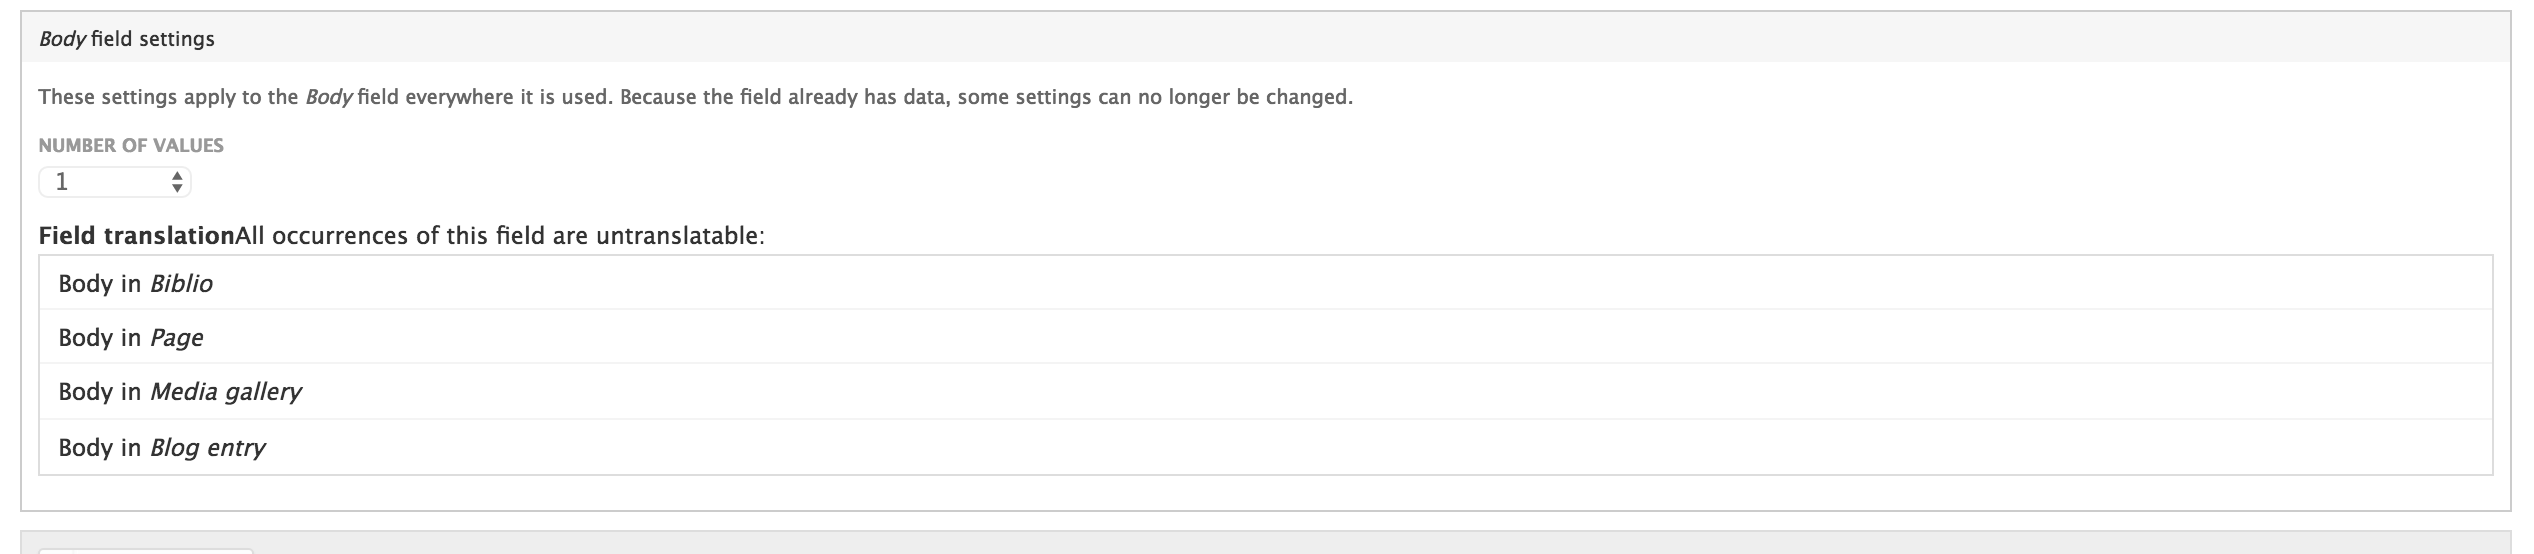 Body field settings
These settings apply to the Body field everywhere it is used. Because the field already has data, some settings can no longer be changed.
NUMBER OF VALUES
1
Field translationAll occurrences of this field are untranslatable:
Body in Biblio
Body in Page
Body in Media gallery
Body in Blog entry